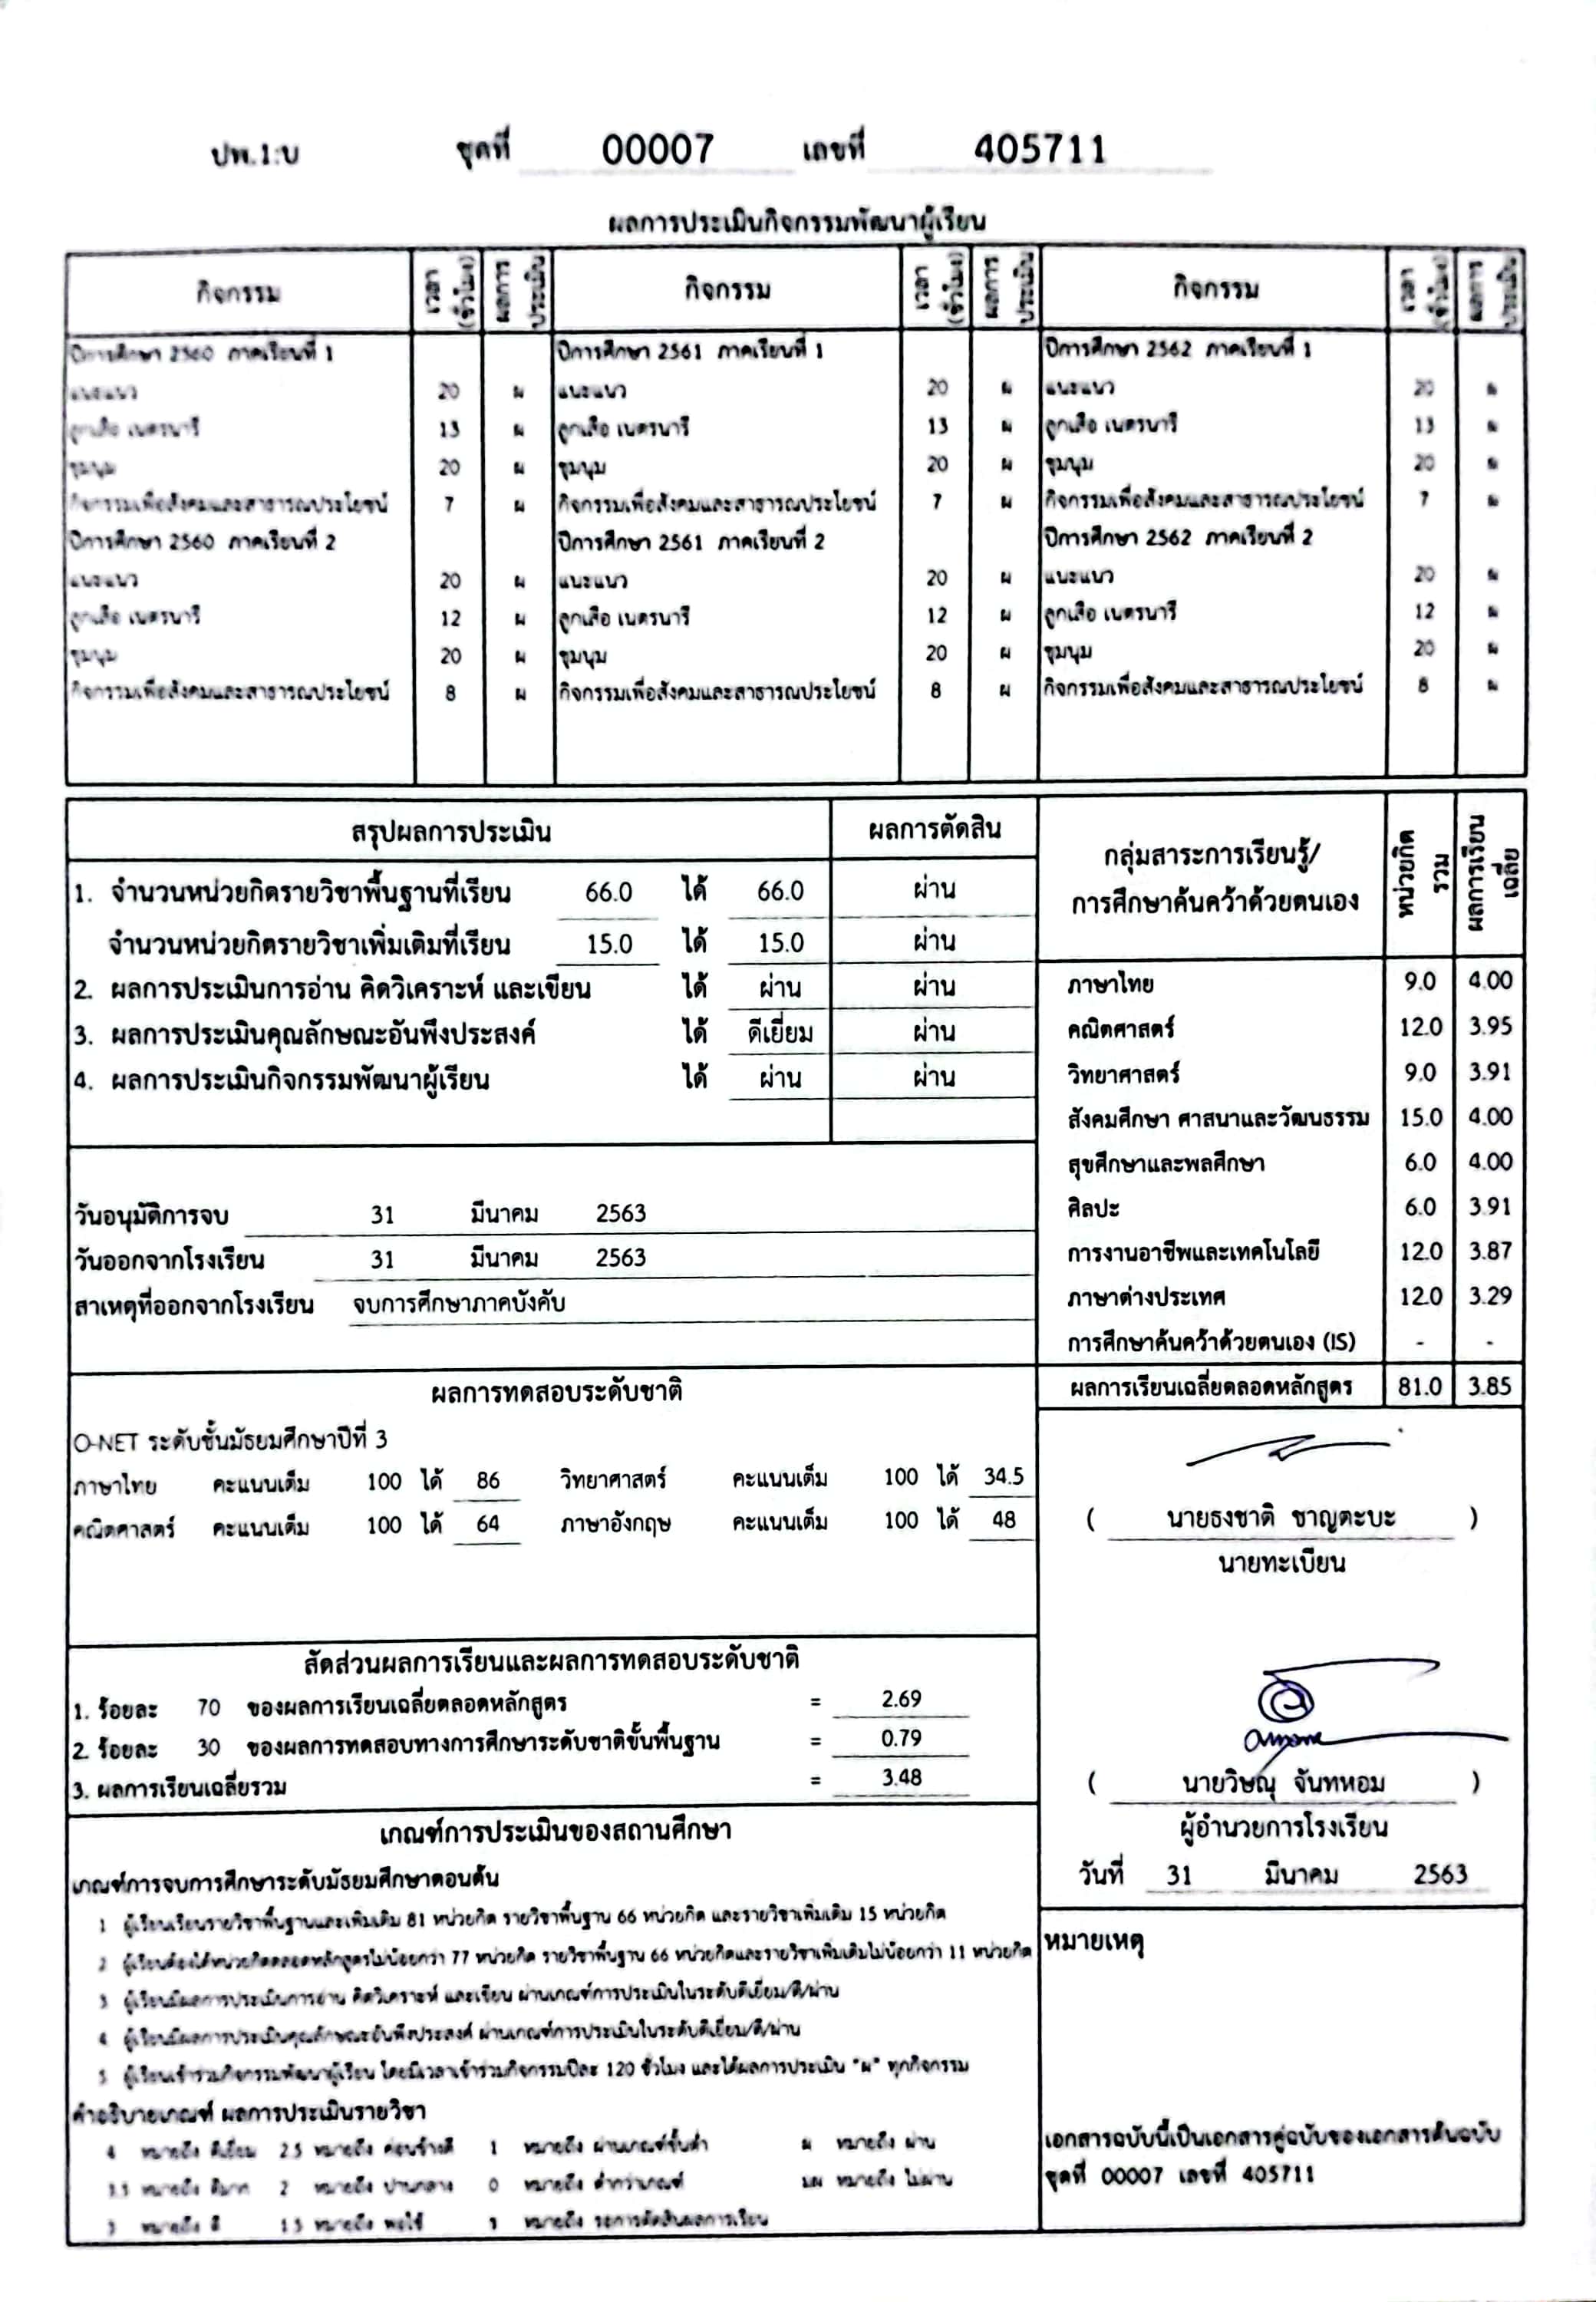 ปพ.1:บ ชุดที่ 00007 เลขที่ 405711
ผลการประเมินกิจกรรมพัฒนาผู้เรียน
กิจกรรม เวลา (ชั่วโมง) ผลการประเมิน กิจกรรม เวลา (ชั่วโมง) ผลการประเมิน กิจกรรม เวลา (ชั่วโมง) ผลการประเมิน
ปีการศึกษา 2560 ภาคเรียนที่ 1 ปีการศึกษา 2561 ภาคเรียนที่ 1 ปีการศึกษา 2562 ภาคเรียนที่ 1
แนะแนว 20 ผ แนะแนว 20 ผ แนะแนว 20 ผ
ลูกเสือ เนตรนารี 13 ผ ลูกเสือ เนตรนารี 13 ผ ลูกเสือ เนตรนารี 13 ผ
ชุมนุม 20 ผ ชุมนุม 20 ผ ชุมนุม 20 ผ
กิจกรรมเพื่อสังคมและสาธารณประโยชน์ 7 ผ กิจกรรมเพื่อสังคมและสาธารณประโยชน์ 7 ผ กิจกรรมเพื่อสังคมและสาธารณประโยชน์ 7 ผ
ปีการศึกษา 2560 ภาคเรียนที่ 2 ปีการศึกษา 2561 ภาคเรียนที่ 2 ปีการศึกษา 2562 ภาคเรียนที่ 2
แนะแนว 20 ผ แนะแนว 20 ผ แนะแนว 20 ผ
ลูกเสือ เนตรนารี 12 ผ ลูกเสือ เนตรนารี 12 ผ ลูกเสือ เนตรนารี 12 ผ
ชุมนุม 20 ผ ชุมนุม 20 ผ ชุมนุม 20 ผ
กิจกรรมเพื่อสังคมและสาธารณประโยชน์ 8 ผ กิจกรรมเพื่อสังคมและสาธารณประโยชน์ 8 ผ กิจกรรมเพื่อสังคมและสาธารณประโยชน์ 8 ผ
สรุปผลการประเมิน ผลการตัดสิน
1. จำนวนหน่วยกิตรายวิชาพื้นฐานที่เรียน 66.0 ได้ 66.0 ผ่าน
จำนวนหน่วยกิตรายวิชาเพิ่มเติมที่เรียน 15.0 ได้ 15.0 ผ่าน
2. ผลการประเมินการอ่าน คิดวิเคราะห์ และเขียน ได้ ผ่าน ผ่าน
3. ผลการประเมินคุณลักษณะอันพึงประสงค์ ได้ ดีเยี่ยม ผ่าน
4. ผลการประเมินกิจกรรมพัฒนาผู้เรียน ได้ ผ่าน ผ่าน
วันอนุมัติการจบ 31 มีนาคม 2563
วันออกจากโรงเรียน 31 มีนาคม 2563
สาเหตุที่ออกจากโรงเรียน จบการศึกษาภาคบังคับ
กลุ่มสาระการเรียนรู้/ หน่วยกิตรวม ผลการเรียนเฉลี่ย
การศึกษาค้นคว้าด้วยตนเอง
ภาษาไทย 9.0 4.00
คณิตศาสตร์ 12.0 3.95
วิทยาศาสตร์ 9.0 3.91
สังคมศึกษา ศาสนาและวัฒนธรรม 15.0 4.00
สุขศึกษาและพลศึกษา 6.0 4.00
ศิลปะ 6.0 3.91
การงานอาชีพและเทคโนโลยี 12.0 3.87
ภาษาต่างประเทศ 12.0 3.29
การศึกษาค้นคว้าด้วยตนเอง (IS) - -
ผลการเรียนเฉลี่ยตลอดหลักสูตร 81.0 3.85
ผลการทดสอบระดับชาติ
O-NET ระดับชั้นมัธยมศึกษาปีที่ 3
ภาษาไทย คะแนนเต็ม 100 ได้ 86 วิทยาศาสตร์ คะแนนเต็ม 100 ได้ 34.5
คณิตศาสตร์ คะแนนเต็ม 100 ได้ 64 ภาษาอังกฤษ คะแนนเต็ม 100 ได้ 48
สัดส่วนผลการเรียนและผลการทดสอบระดับชาติ
1. ร้อยละ 70 ของผลการเรียนเฉลี่ยตลอดหลักสูตร = 2.69
2. ร้อยละ 30 ของผลการทดสอบทางการศึกษาระดับชาติขั้นพื้นฐาน = 0.79
3. ผลการเรียนเฉลี่ยรวม = 3.48
เกณฑ์การประเมินของสถานศึกษา
เกณฑ์การจบการศึกษาระดับมัธยมศึกษาตอนต้น
1 ผู้เรียนเรียนรายวิชาพื้นฐานและเพิ่มเติม 81 หน่วยกิต รายวิชาพื้นฐาน 66 หน่วยกิต และรายวิชาเพิ่มเติม 15 หน่วยกิต
2 ผู้เรียนต้องได้หน่วยกิตตลอดหลักสูตรไม่น้อยกว่า 77 หน่วยกิต รายวิชาพื้นฐาน 66 หน่วยกิตและรายวิชาเพิ่มเติมไม่น้อยกว่า 11 หน่วยกิต
3 ผู้เรียนมีผลการประเมินการอ่าน คิดวิเคราะห์ และเขียน ผ่านเกณฑ์การประเมินในระดับดีเยี่ยม/ดี/ผ่าน
4 ผู้เรียนมีผลการประเมินคุณลักษณะอันพึงประสงค์ ผ่านเกณฑ์การประเมินในระดับดีเยี่ยม/ดี/ผ่าน
5 ผู้เรียนเข้าร่วมกิจกรรมพัฒนาผู้เรียน โดยมีเวลาเข้าร่วมกิจกรรมปีละ 120 ชั่วโมง และได้ผลการประเมิน "ผ" ทุกกิจกรรม
คำอธิบายเกณฑ์ ผลการประเมินรายวิชา
4 หมายถึง ดีเยี่ยม 2.5 หมายถึง ค่อนข้างดี 1 หมายถึง ผ่านเกณฑ์ขั้นต่ำ ผ หมายถึง ผ่าน
3.5 หมายถึง ดีมาก 2 หมายถึง ปานกลาง 0 หมายถึง ต่ำกว่าเกณฑ์ มผ หมายถึง ไม่ผ่าน
3 หมายถึง ดี 1.5 หมายถึง พอใช้ ร หมายถึง รอการตัดสินผลการเรียน
( นายธงชาติ ชาญตะบะ )
นายทะเบียน
( นายวิษณุ จันทหอม )
ผู้อำนวยการโรงเรียน
วันที่ 31 มีนาคม 2563
หมายเหตุ
เอกสารฉบับนี้เป็นเอกสารคู่ฉบับของเอกสารต้นฉบับ
ชุดที่ 00007 เลขที่ 405711